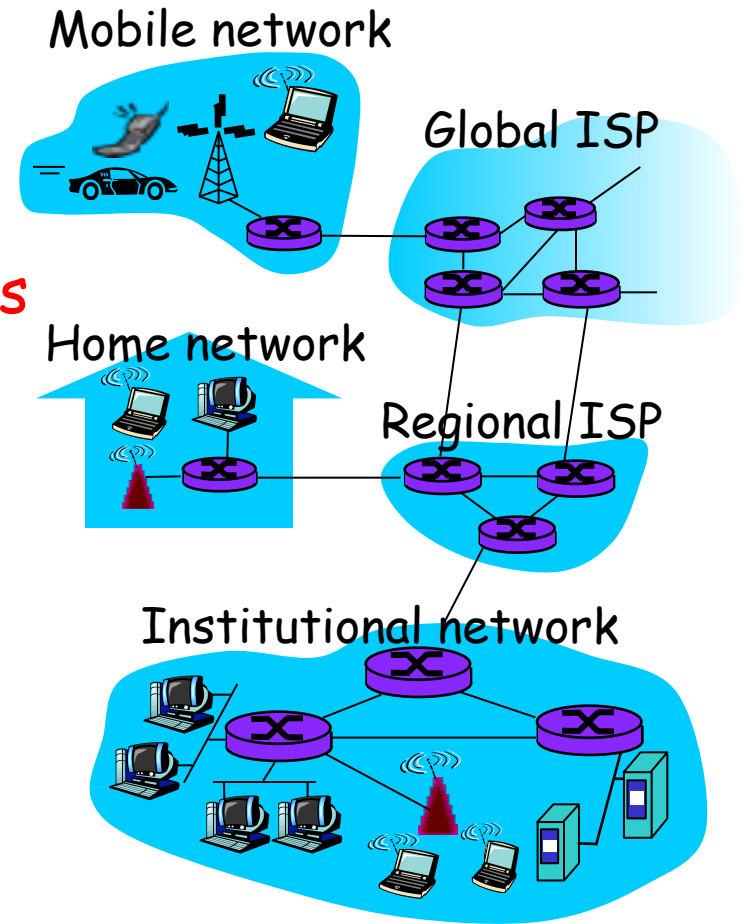 Mobile network
Global ISP
s
Home network
Regional ISP
Institutional network